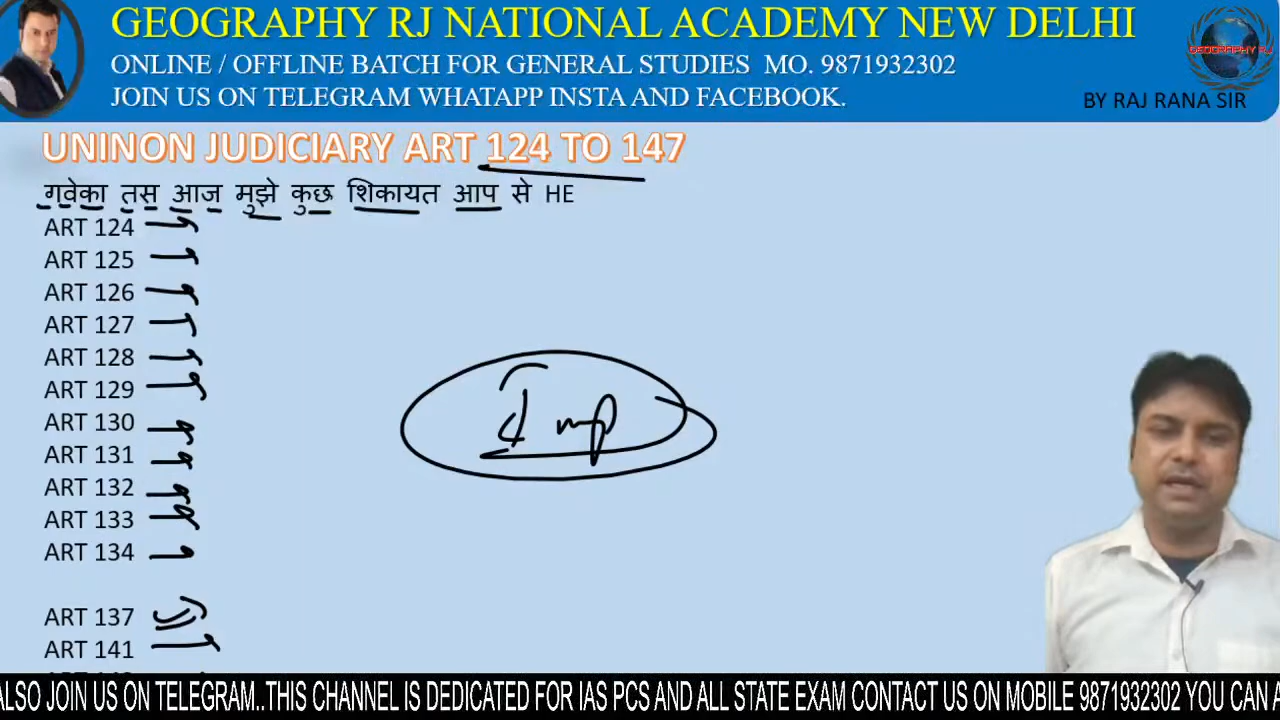 GEOGRAPHY RJ NATIONAL ACADEMY NEW DELHI
ONLINE / OFFLINE BATCH FOR GENERAL STUDIES MO. 9871932302
JOIN US ON TELEGRAM WHATAPP INSTA AND FACEBOOK.
GEOGRAPHY RJ
BY RAJ RANA SIR
UNINON JUDICIARY ART 124 TO 147
गवेका तस आज मुझे कुछ शिकायत आप से HE
ART 124
ART 125
ART 126
ART 127
ART 128
ART 129
ART 130
ART 131
ART 132
ART 133
ART 134
Imp
ART 137
ART 141
ALSO JOIN US ON TELEGRAM..THIS CHANNEL IS DEDICATED FOR IAS PCS AND ALL STATE EXAM CONTACT US ON MOBILE 9871932302 YOU CAN A